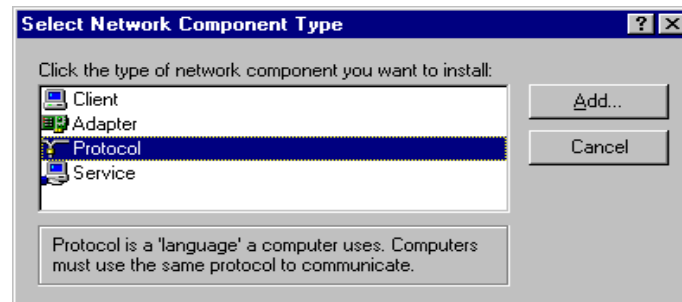 Select Network Component Type
Click the type of network component you want to install:
Client
Adapter
Protocol
Service
Add...
Cancel
Protocol is a 'language' a computer uses. Computers
must use the same protocol to communicate.